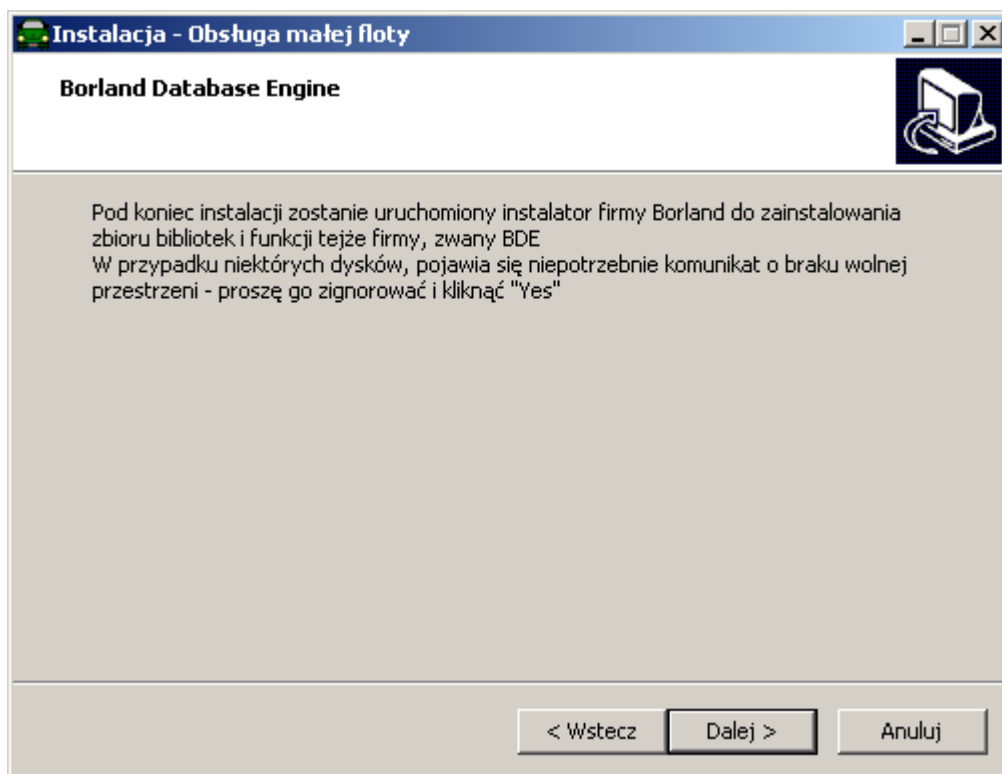 Instalacja - Obsługa małej floty
Borland Database Engine
Pod koniec instalacji zostanie uruchomiony instalator firmy Borland do zainstalowania
zbioru bibliotek i funkcji tejże firmy, zwany BDE
W przypadku niektórych dysków, pojawia się niepotrzebnie komunikat o braku wolnej
przestrzeni - proszę go zignorować i kliknąć "Yes"
< Wstecz Dalej > Anuluj